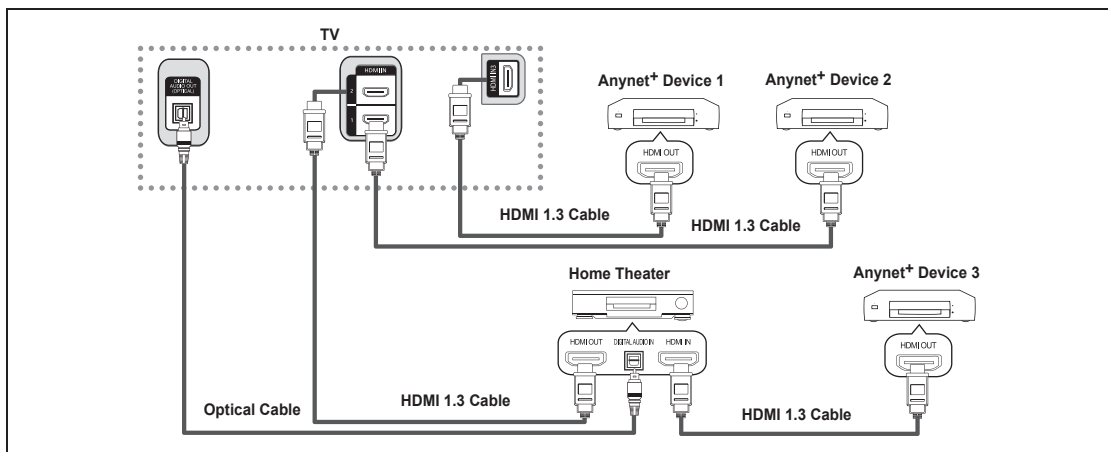 TV
DIGITAL
AUDIO OUT
(OPTICAL)
HDMI IN
2
1
HDMI IN 3
Anynet+ Device 1
HDMI OUT
Anynet+ Device 2
HDMI OUT
HDMI 1.3 Cable
HDMI 1.3 Cable
Home Theater
HDMI OUT
DIGITAL AUDIO IN
HDMI IN
Anynet+ Device 3
HDMI OUT
Optical Cable
HDMI 1.3 Cable
HDMI 1.3 Cable